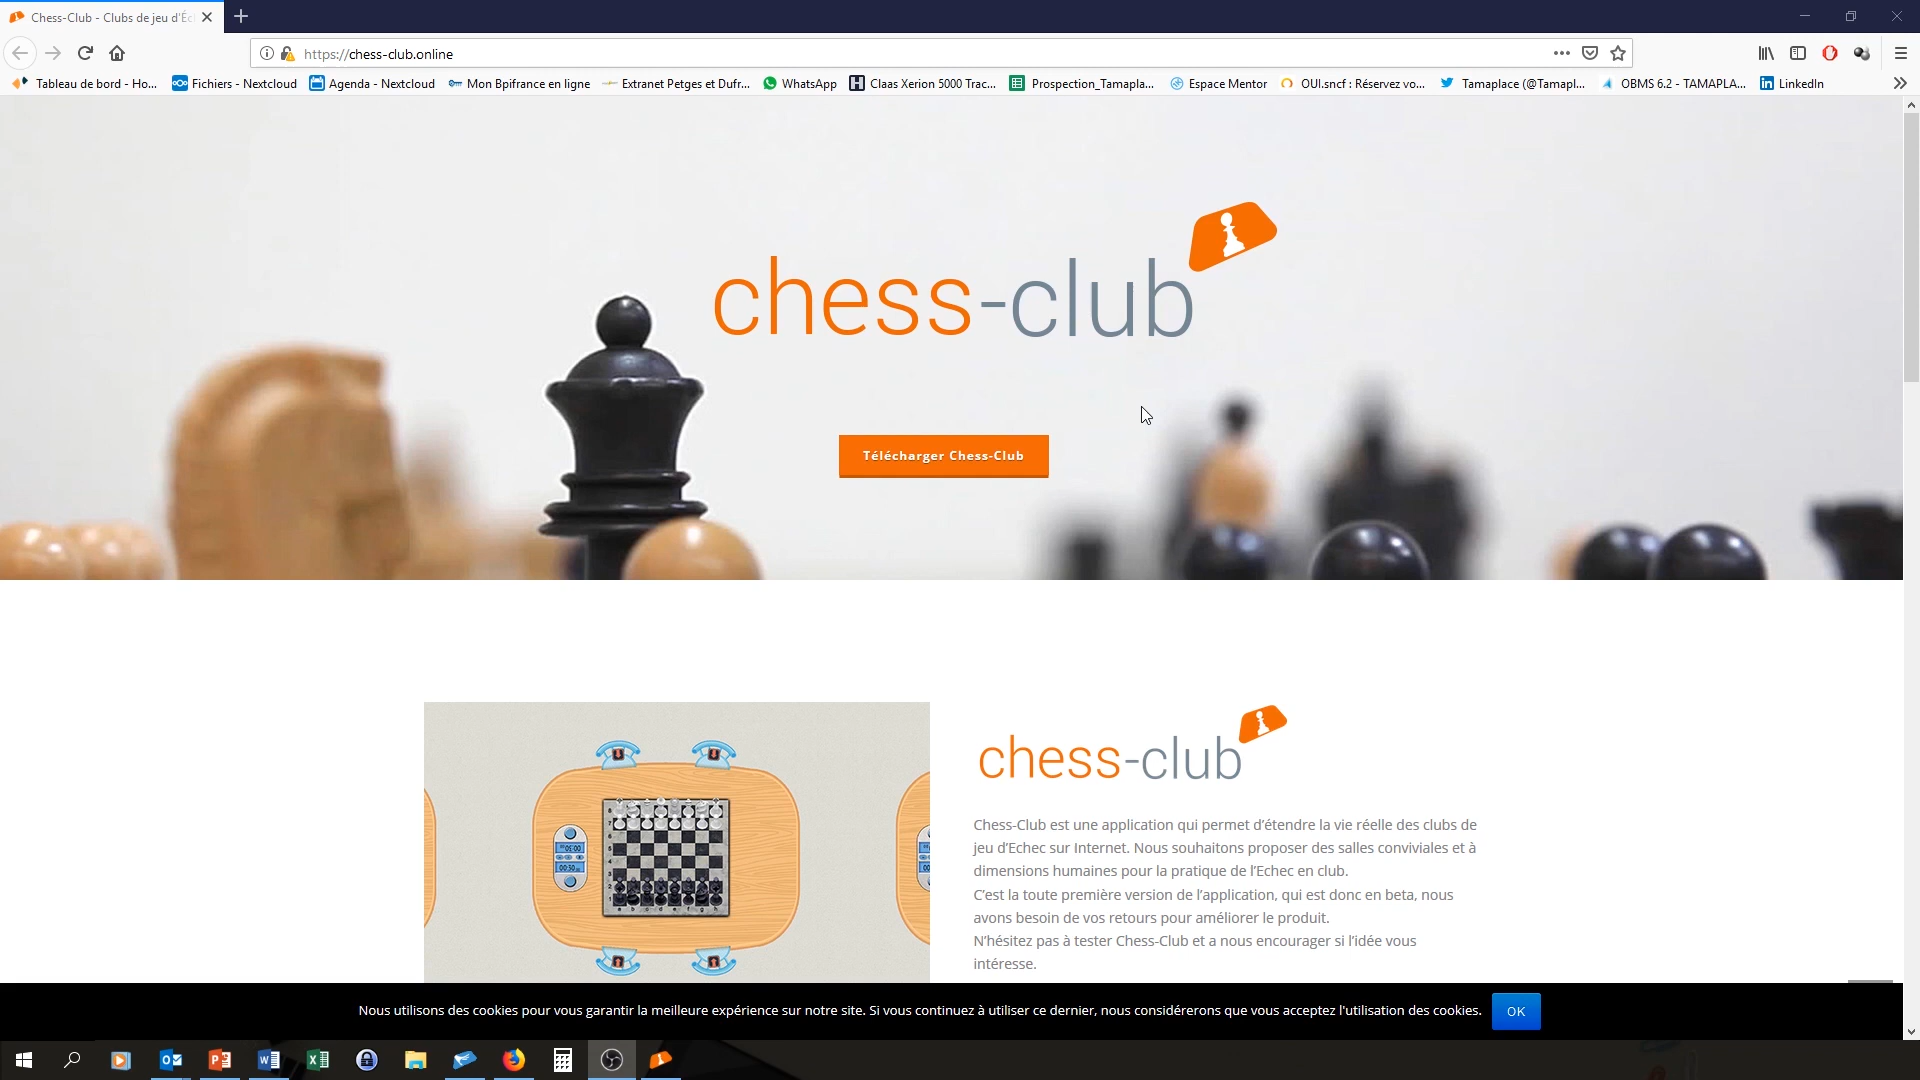 Chess-Club - Clubs de jeu d'Éc
https://chess-club.online
Tableau de bord - Ho...
Fichiers - Nextcloud
Agenda - Nextcloud
Mon Bpifrance en ligne
Extranet Petges et Dufr...
WhatsApp
Claas Xerion 5000 Trac...
Prospection_Tamapla...
Espace Mentor
OUI.sncf : Réservez vo...
Tamaplace (@Tamapl...
OBMS 6.2 - TAMAPLA...
LinkedIn
chess-club
Télécharger Chess-Club
chess-club
Chess-Club est une application qui permet d’étendre la vie réelle des clubs de
jeu d’Echec sur Internet. Nous souhaitons proposer des salles conviviales et à
dimensions humaines pour la pratique de l’Echec en club.
C’est la toute première version de l’application, qui est donc en beta, nous
avons besoin de vos retours pour améliorer le produit.
N’hésitez pas à tester Chess-Club et a nous encourager si l’idée vous
intéresse.
Nous utilisons des cookies pour vous garantir la meilleure expérience sur notre site. Si vous continuez à utiliser ce dernier, nous considérerons que vous acceptez l'utilisation des cookies.
OK